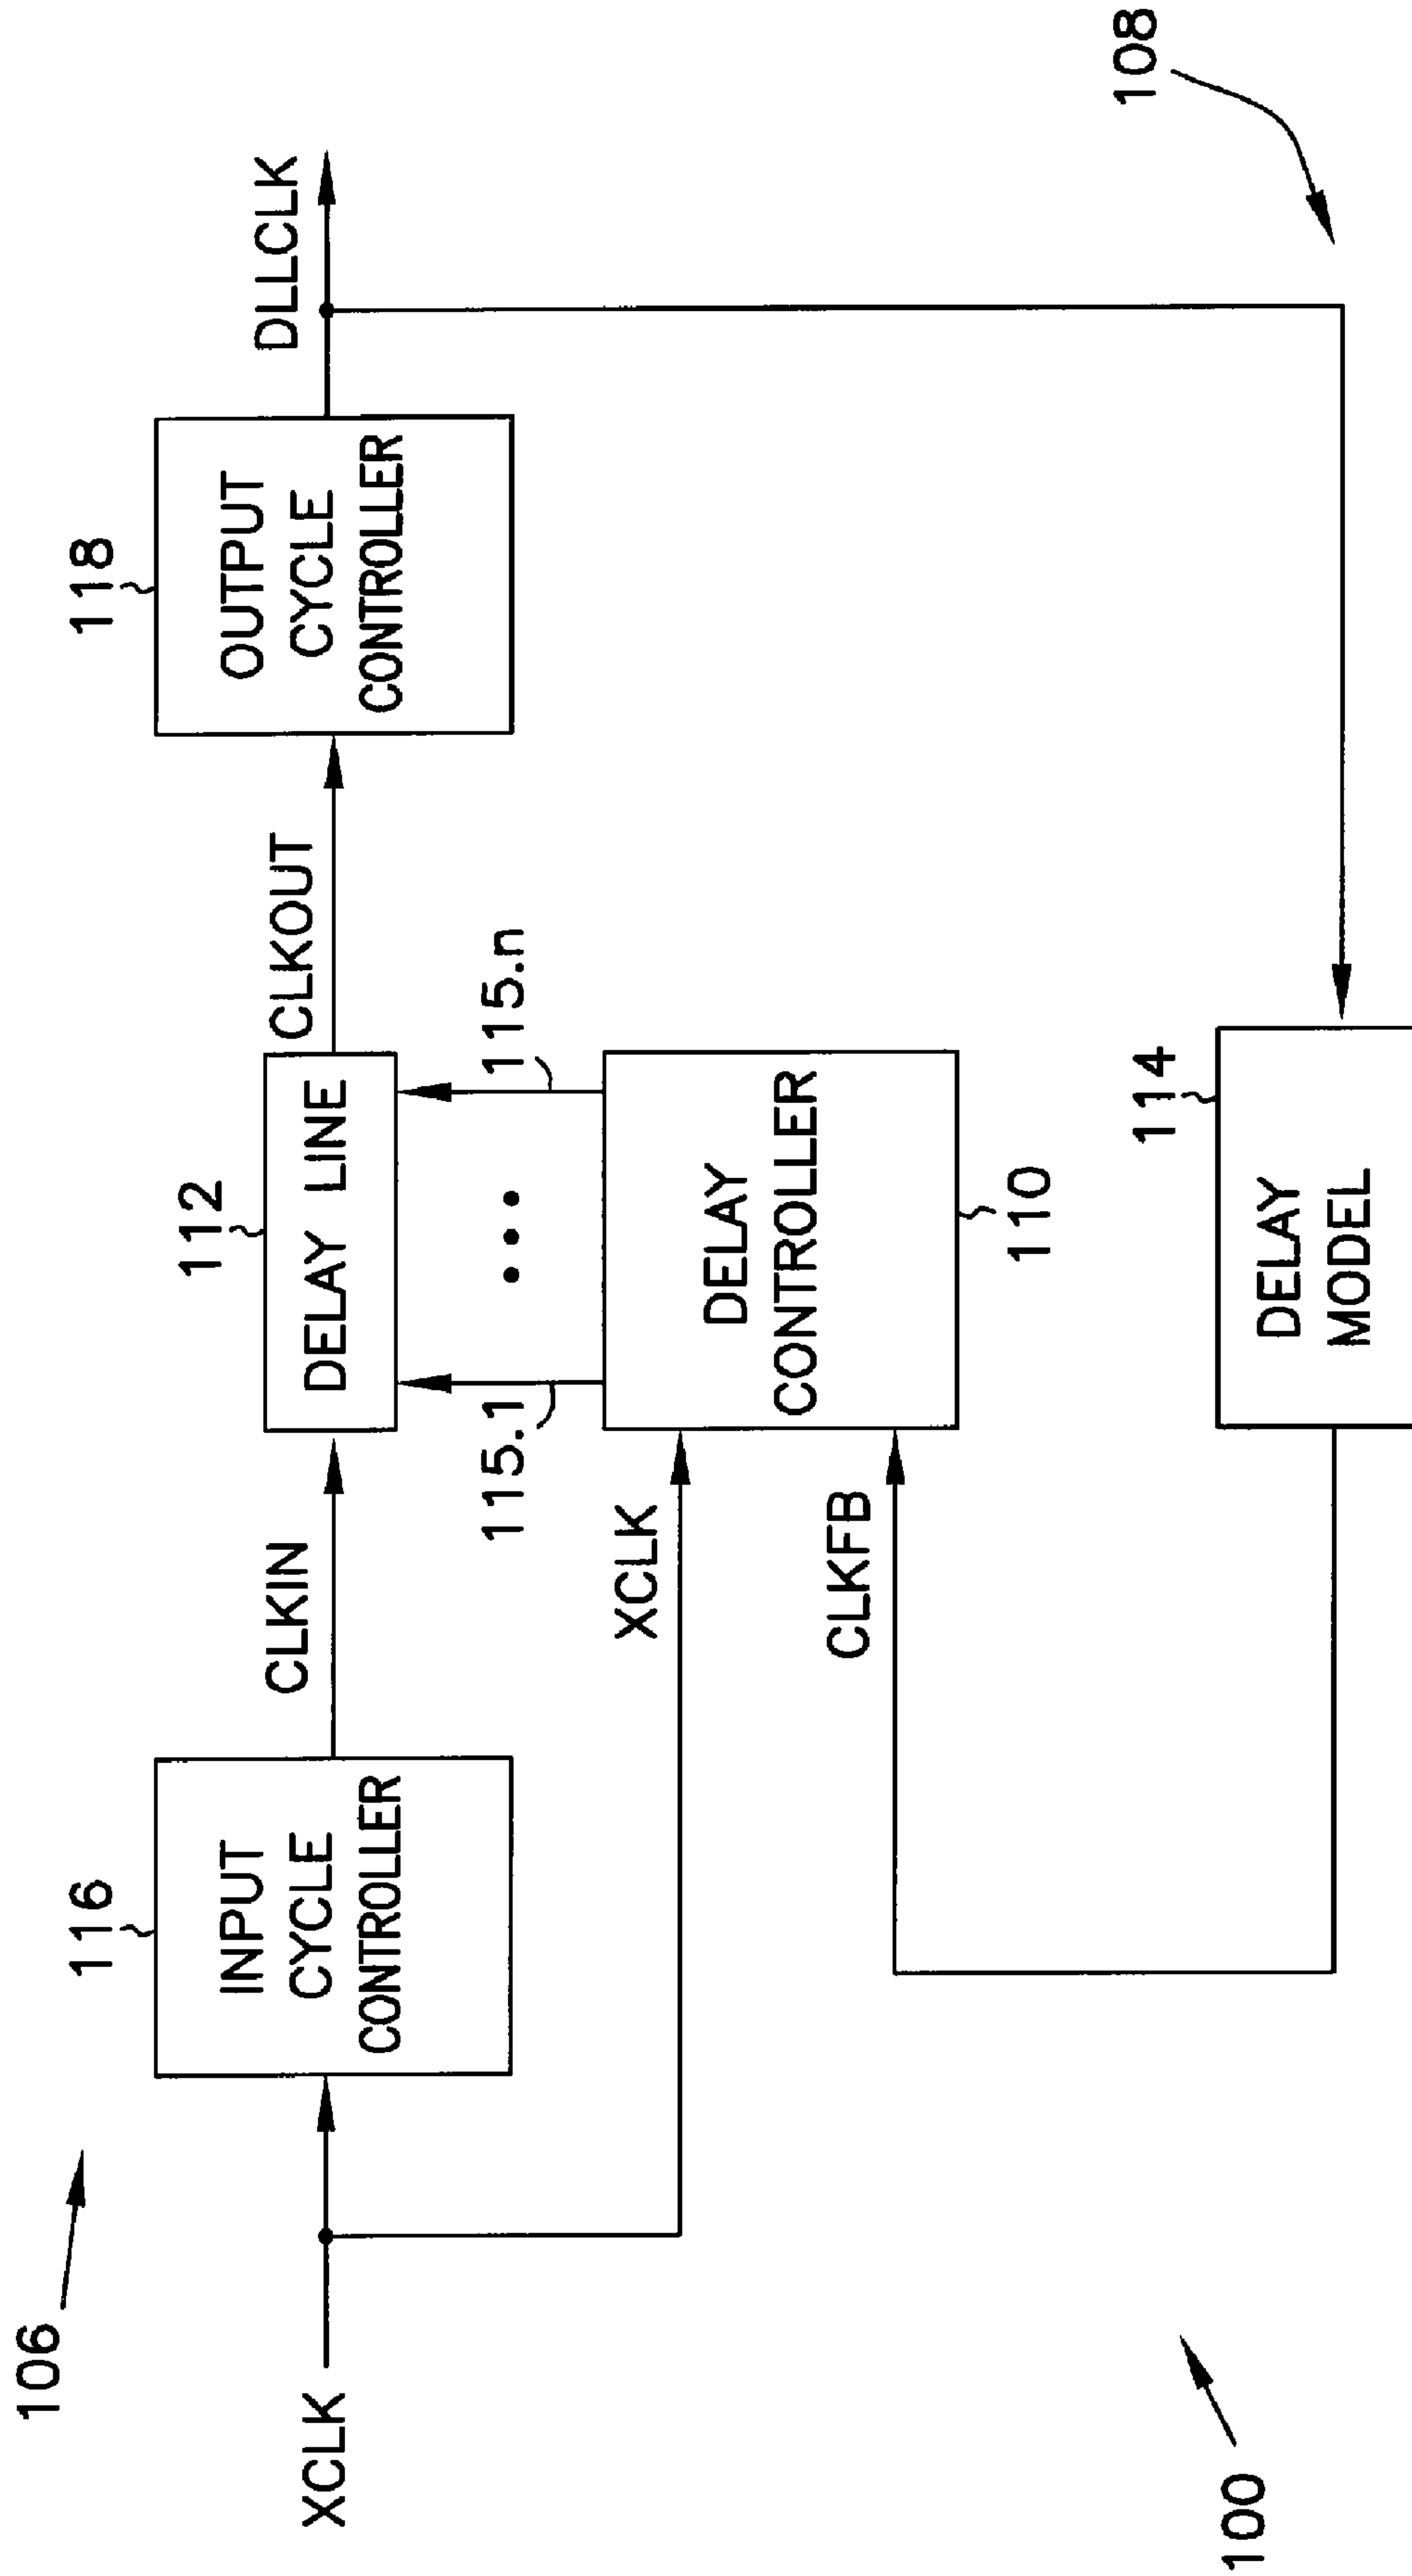 106
116
118
XCLK
INPUT
CYCLE
CONTROLLER
CLKIN
112
DELAY LINE
CLKOUT
OUTPUT
CYCLE
CONTROLLER
DLLCLK
115.1
115.n
XCLK
DELAY
CONTROLLER
CLKFB
110
108
114
DELAY
MODEL
100